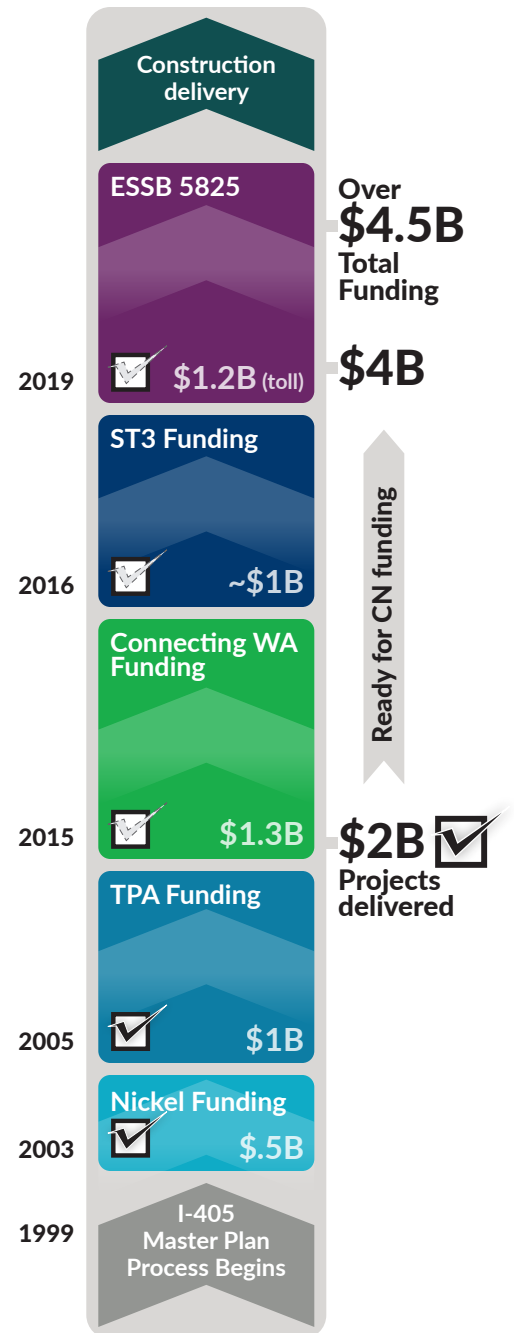 Construction
delivery
ESSB 5825
Over
$4.5B
Total
Funding
2019
$1.2B (toll)
$4B
ST3 Funding
2016
~$1B
Ready for CN funding
Connecting WA
Funding
2015
$1.3B
$2B
Projects
delivered
TPA Funding
2005
$1B
Nickel Funding
2003
$.5B
1999
I-405
Master Plan
Process Begins